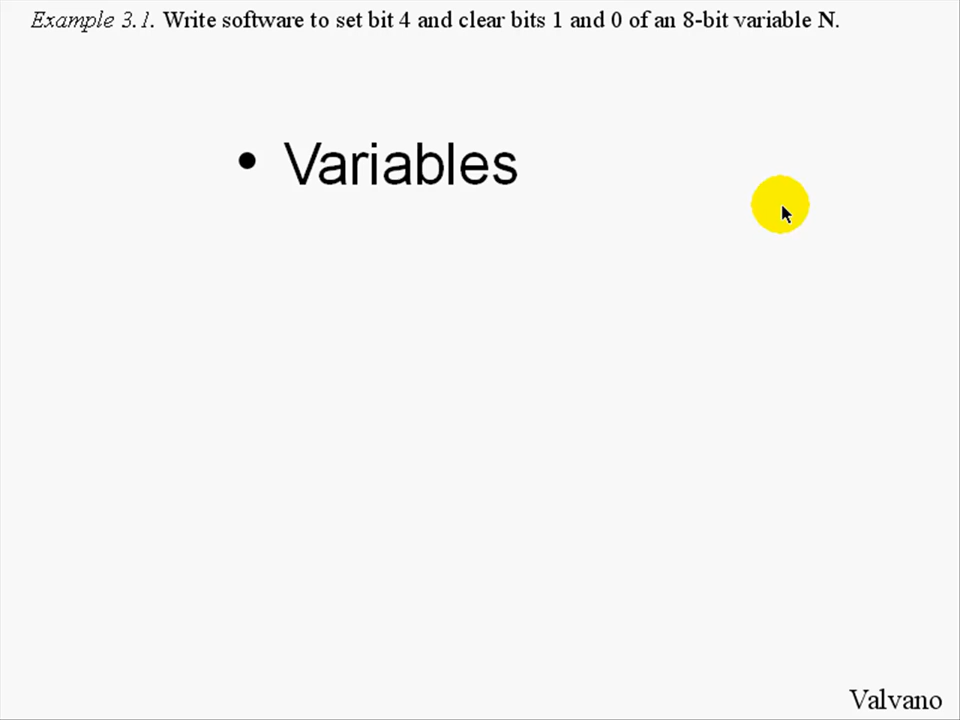 Example 3.1. Write software to set bit 4 and clear bits 1 and 0 of an 8-bit variable N.
• Variables
Valvano